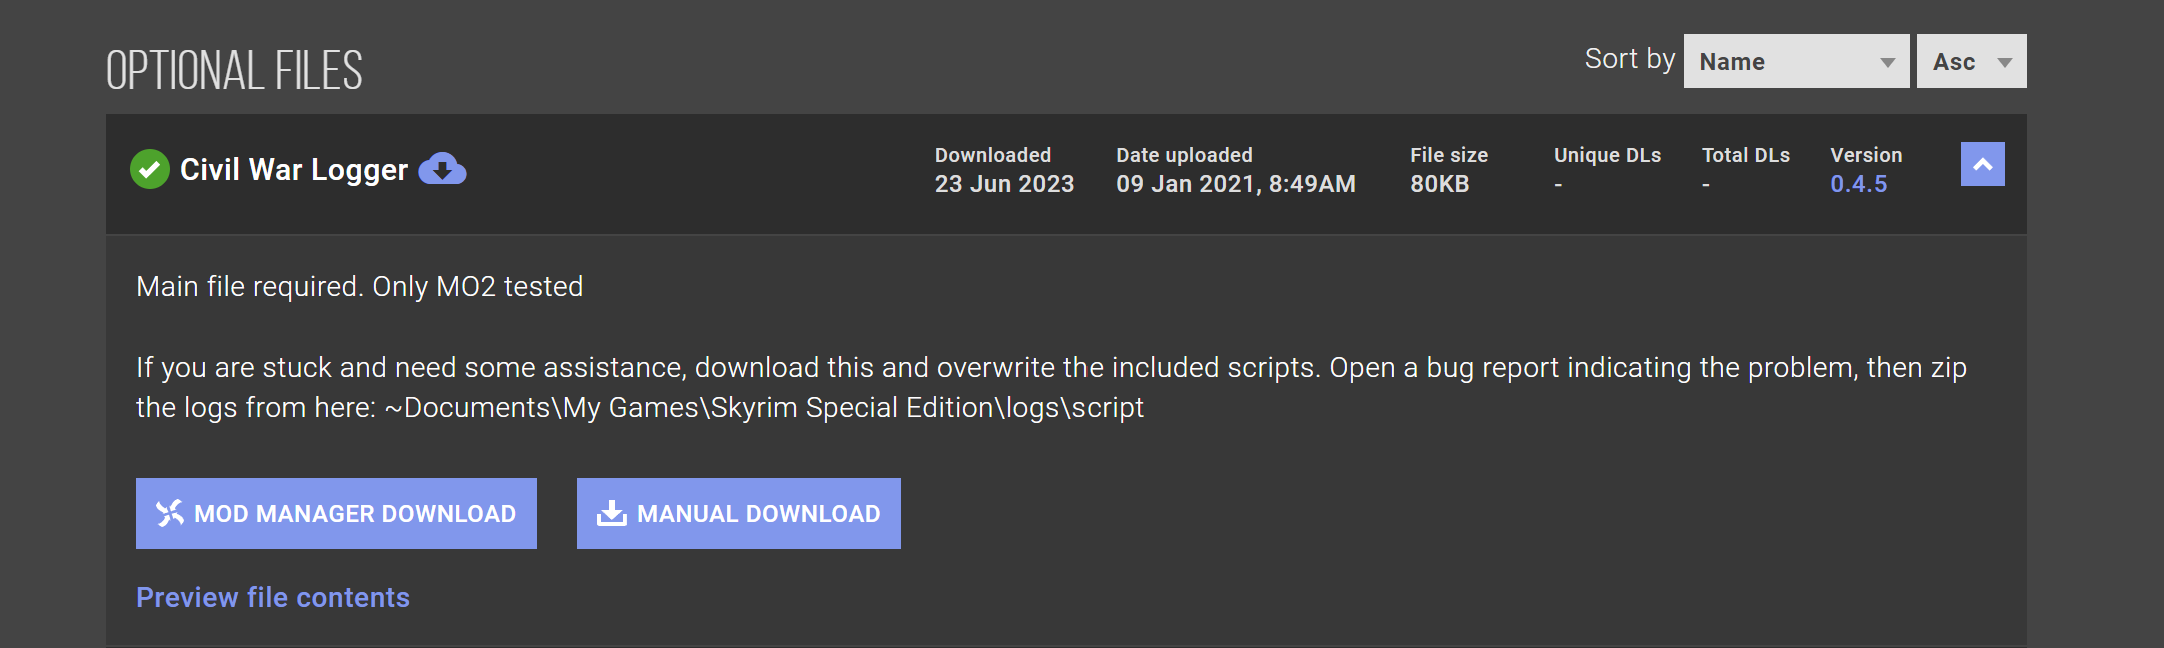 OPTIONAL FILES
Sort by Name Asc
Civil War Logger
Downloaded
23 Jun 2023
Date uploaded
09 Jan 2021, 8:49AM
File size
80KB
Unique DLs
-
Total DLs
-
Version
0.4.5
Main file required. Only MO2 tested
If you are stuck and need some assistance, download this and overwrite the included scripts. Open a bug report indicating the problem, then zip
the logs from here: ~Documents\My Games\Skyrim Special Edition\logs\script
MOD MANAGER DOWNLOAD
MANUAL DOWNLOAD
Preview file contents